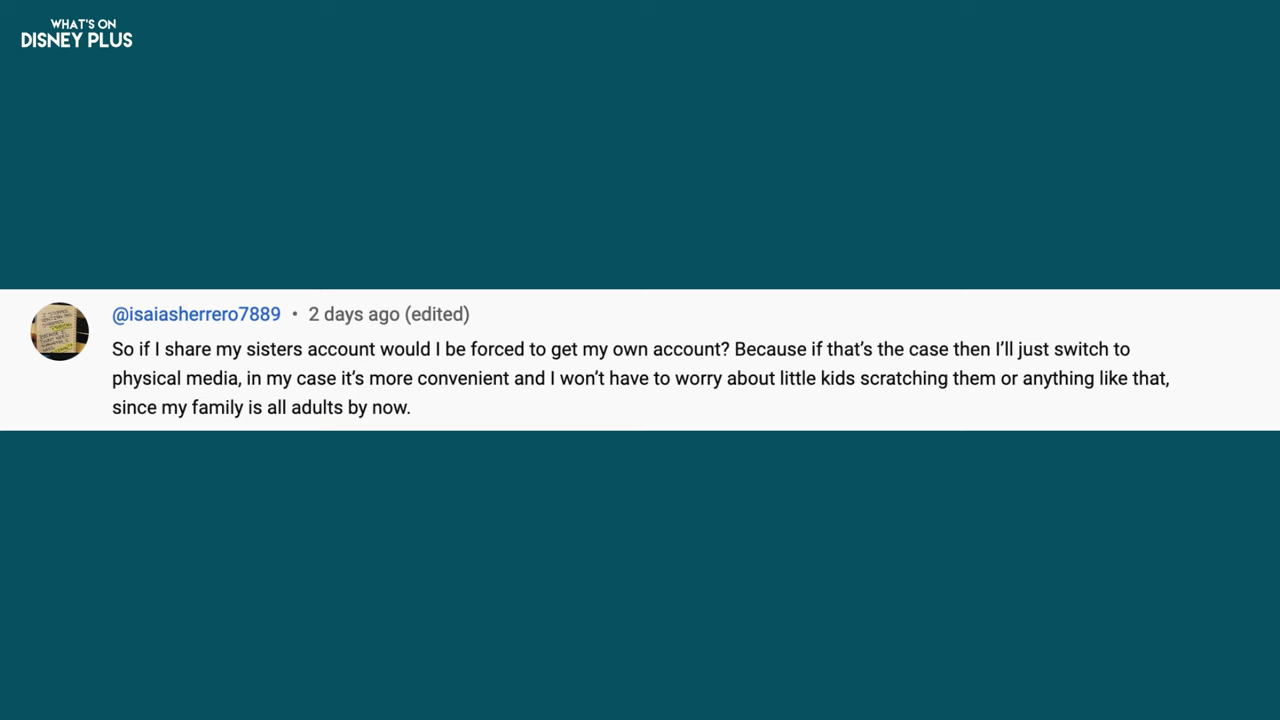 WHAT'S ON
DISNEY PLUS
@isaiasherrero7889 • 2 days ago (edited)
So if I share my sisters account would I be forced to get my own account? Because if that’s the case then I’ll just switch to
physical media, in my case it’s more convenient and I won’t have to worry about little kids scratching them or anything like that,
since my family is all adults by now.